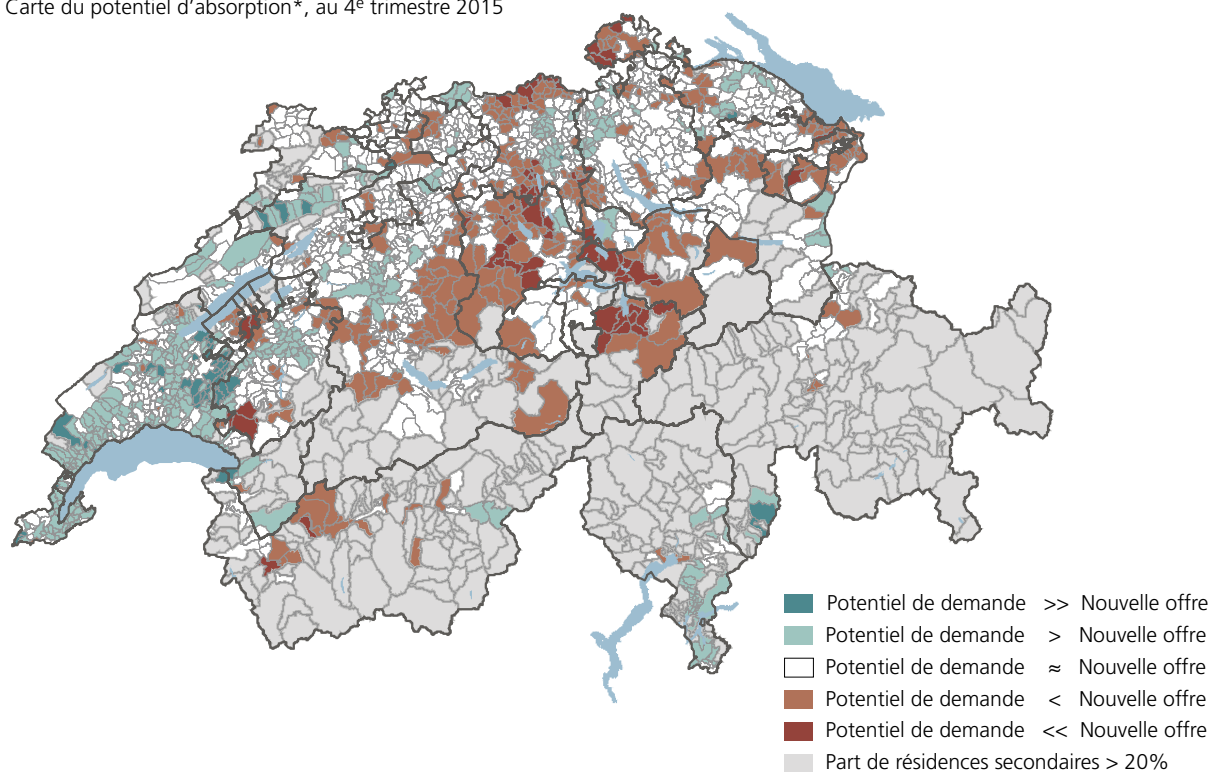 Carte du potentiel d’absorption*, au 4e trimestre 2015
Potentiel de demande >> Nouvelle offre
Potentiel de demande > Nouvelle offre
Potentiel de demande ≈ Nouvelle offre
Potentiel de demande < Nouvelle offre
Potentiel de demande << Nouvelle offre
Part de résidences secondaires > 20%